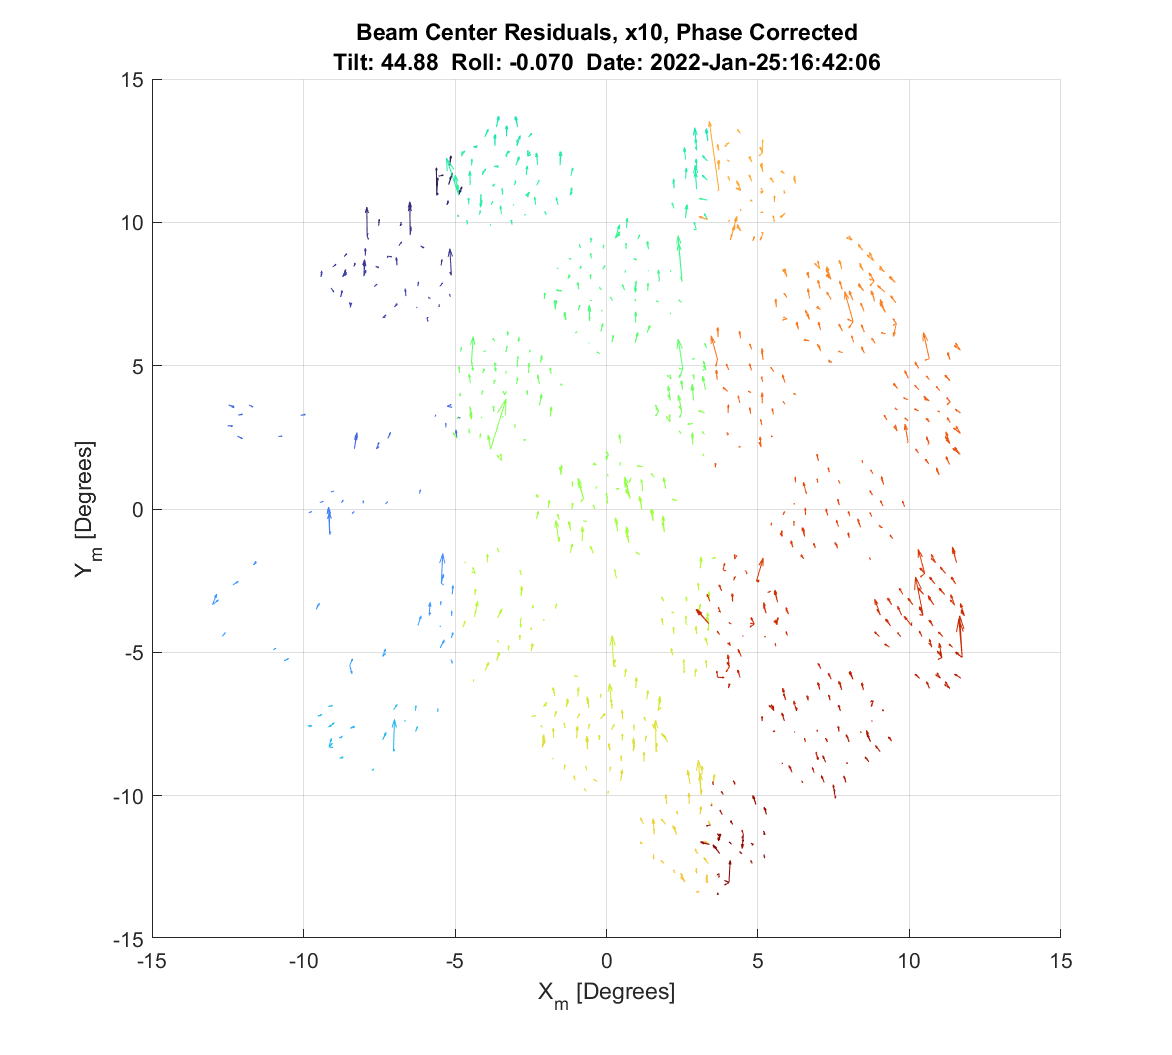 Beam Center Residuals, x10, Phase Corrected
Tilt: 44.88 Roll: -0.070 Date: 2022-Jan-25:16:42:06
15
10
5
0
-5
-10
-15
Y_m [Degrees]
-15 -10 -5 0 5 10 15
X_m [Degrees]